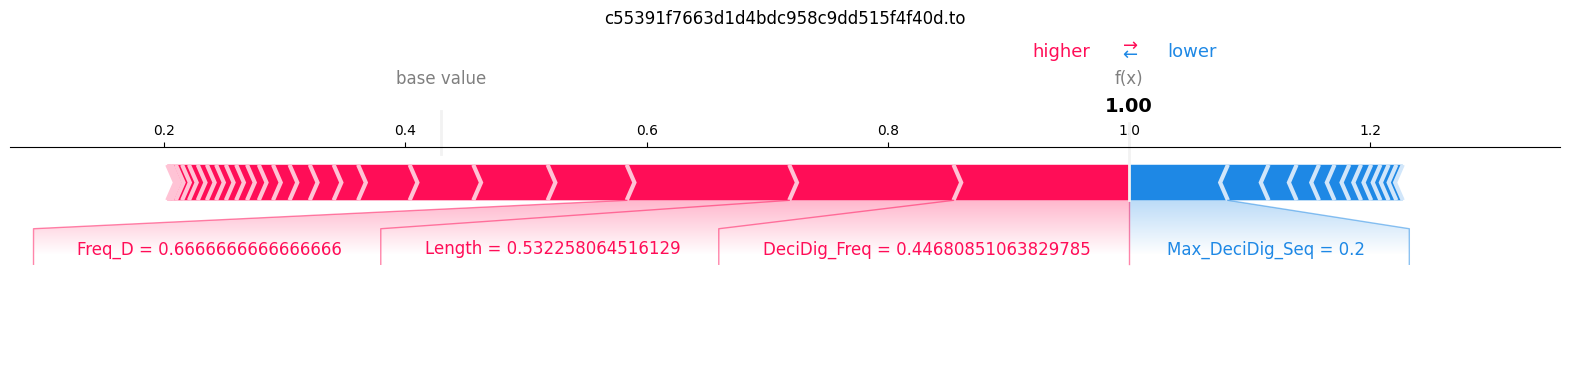 c55391f7663d1d4bdc958c9dd515f4f40d.to
higher ⇄ lower
base value f(x)
1.00
0.2 0.4 0.6 0.8 1.0 1.2
Freq_D = 0.6666666666666666 Length = 0.532258064516129 DeciDig_Freq = 0.44680851063829785 Max_DeciDig_Seq = 0.2